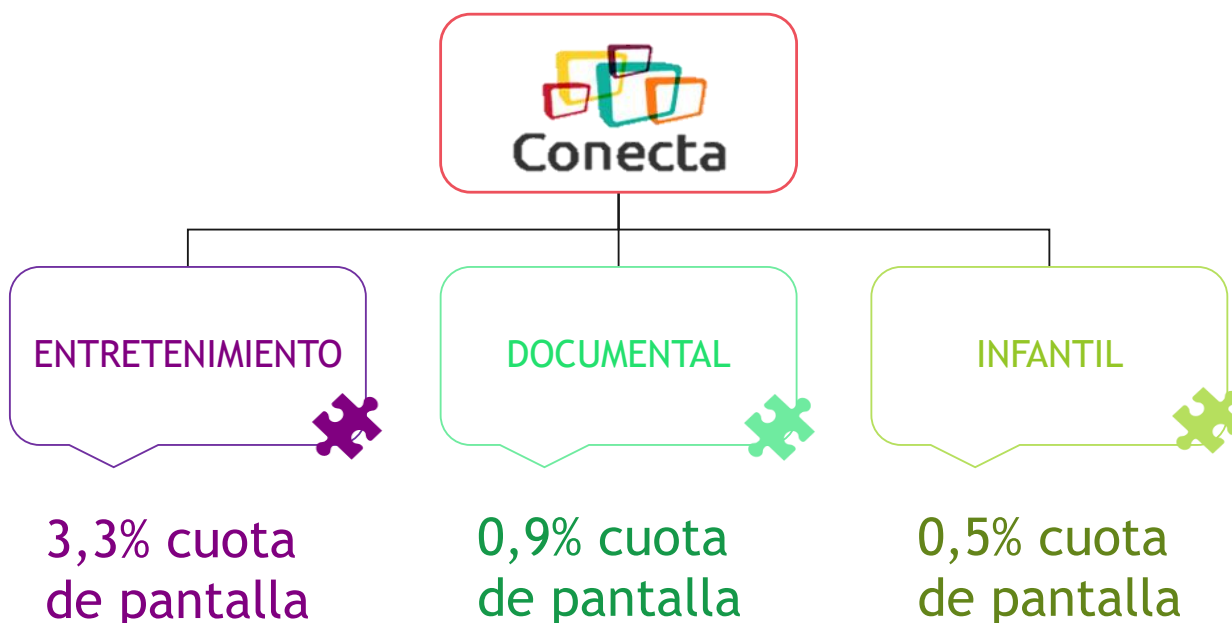 Conecta
ENTRETENIMIENTO
DOCUMENTAL
INFANTIL
3,3% cuota
de pantalla
0,9% cuota
de pantalla
0,5% cuota
de pantalla